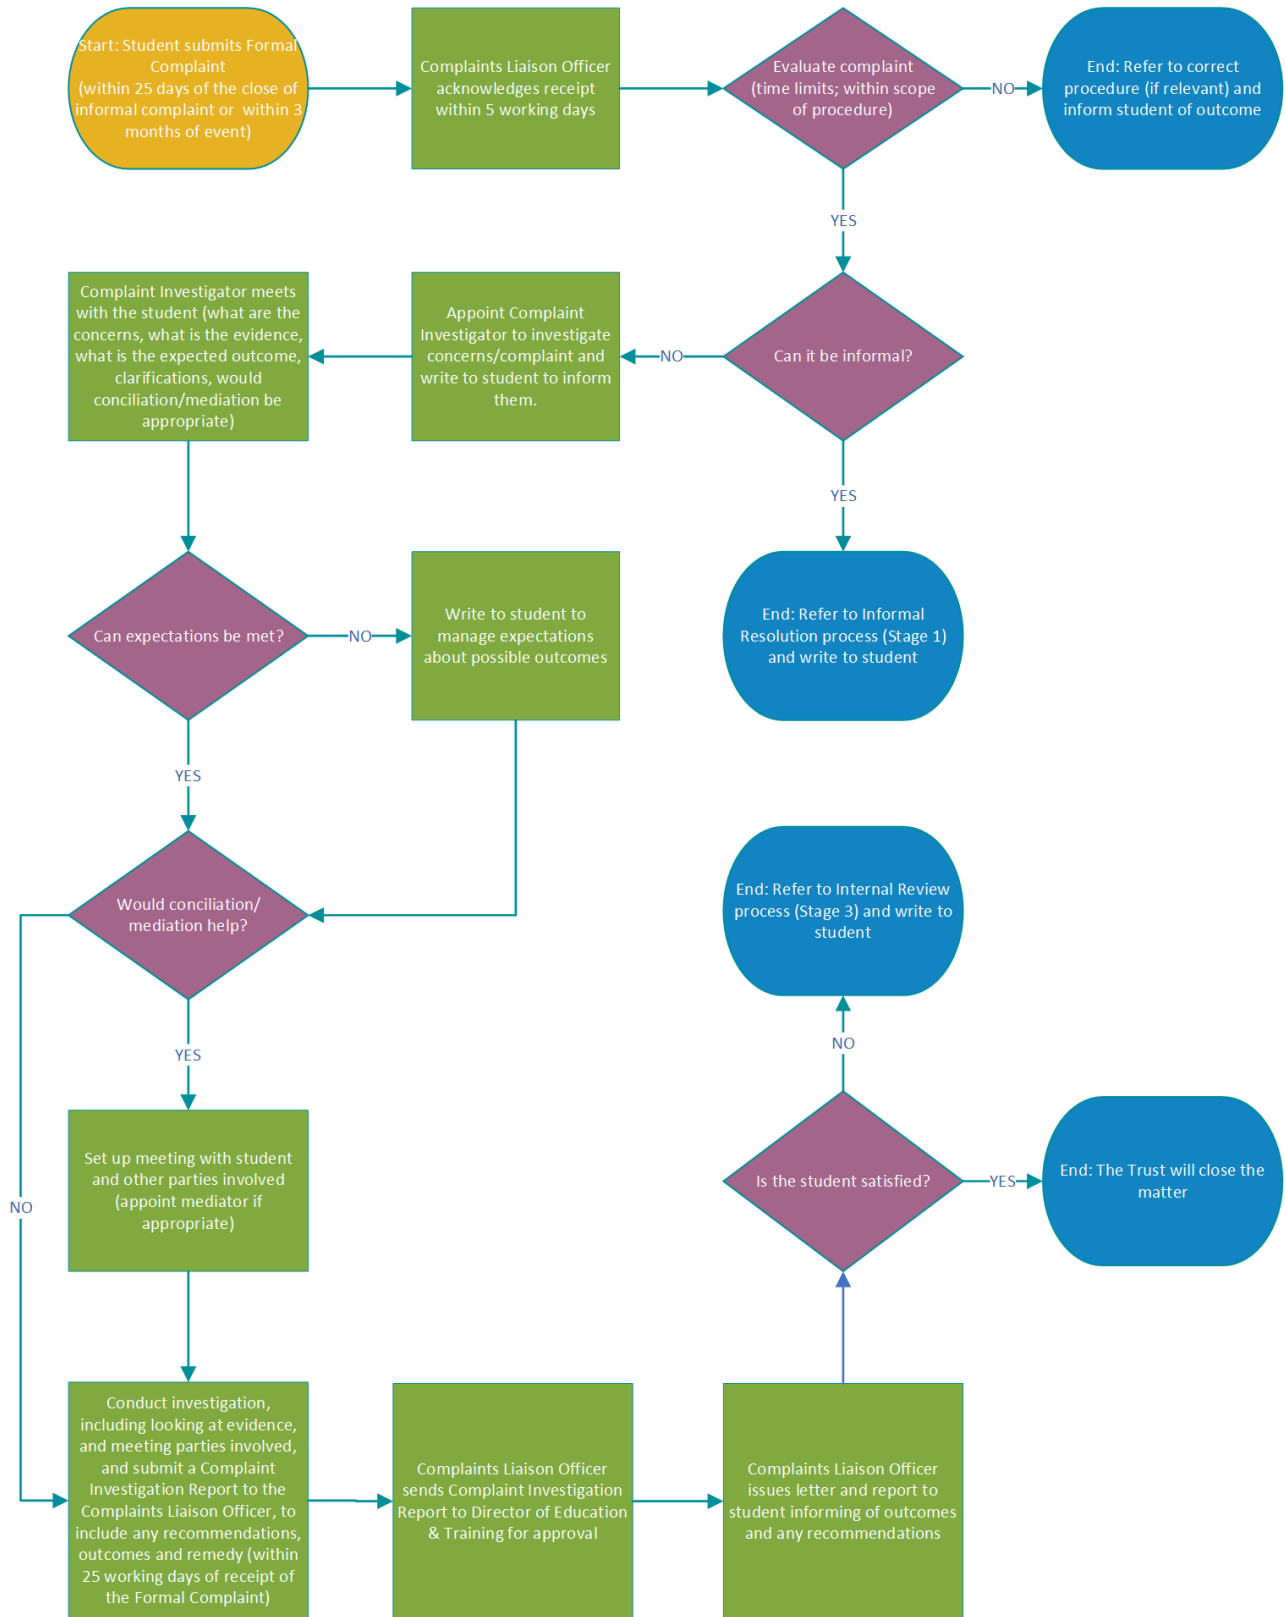 Start: Student submits Formal
Complaint
(within 25 days of the close of
informal complaint or  within 3
months of event)
Complaints Liaison Officer
acknowledges receipt
within 5 working days
Evaluate complaint
(time limits; within scope
of procedure)
NO
End: Refer to correct
procedure (if relevant) and
inform student of outcome
YES
Complaint Investigator meets
with the student (what are the
concerns, what is the evidence,
what is the expected outcome,
clarifications, would
conciliation/mediation be
appropriate)
Appoint Complaint
Investigator to investigate
concerns/complaint and
write to student to inform
them.
NO
Can it be informal?
YES
Can expectations be met?
NO
Write to student to
manage expectations
about possible outcomes
End: Refer to Informal
Resolution process (Stage 1)
and write to student
YES
Would conciliation/
mediation help?
End: Refer to Internal Review
process (Stage 3) and write to
student
YES
NO
Set up meeting with student
and other parties involved
(appoint mediator if
appropriate)
NO
Is the student satisfied?
YES
End: The Trust will close the
matter
Conduct investigation,
including looking at evidence,
and meeting parties involved,
and submit a Complaint
Investigation Report to the
Complaints Liaison Officer, to
include any recommendations,
outcomes and remedy (within
25 working days of receipt of
the Formal Complaint)
Complaints Liaison Officer
sends Complaint Investigation
Report to Director of Education
& Training for approval
Complaints Liaison Officer
issues letter and report to
student informing of outcomes
and any recommendations